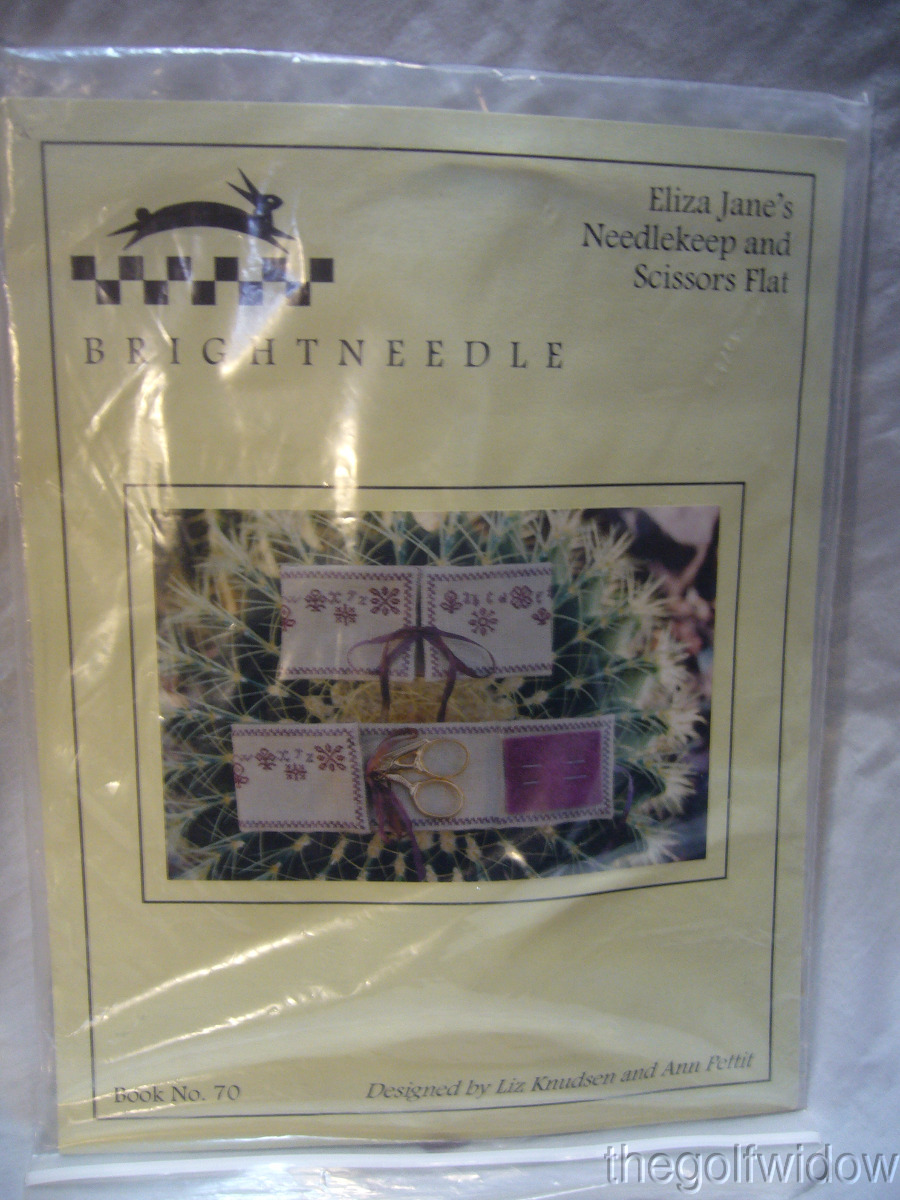 Eliza Jane's
Needlekeep and
Scissors Flat
BRIGHTNEEDLE
Book No. 70
Designed by Liz Knudsen and Ann Pettit
thegolfwidow